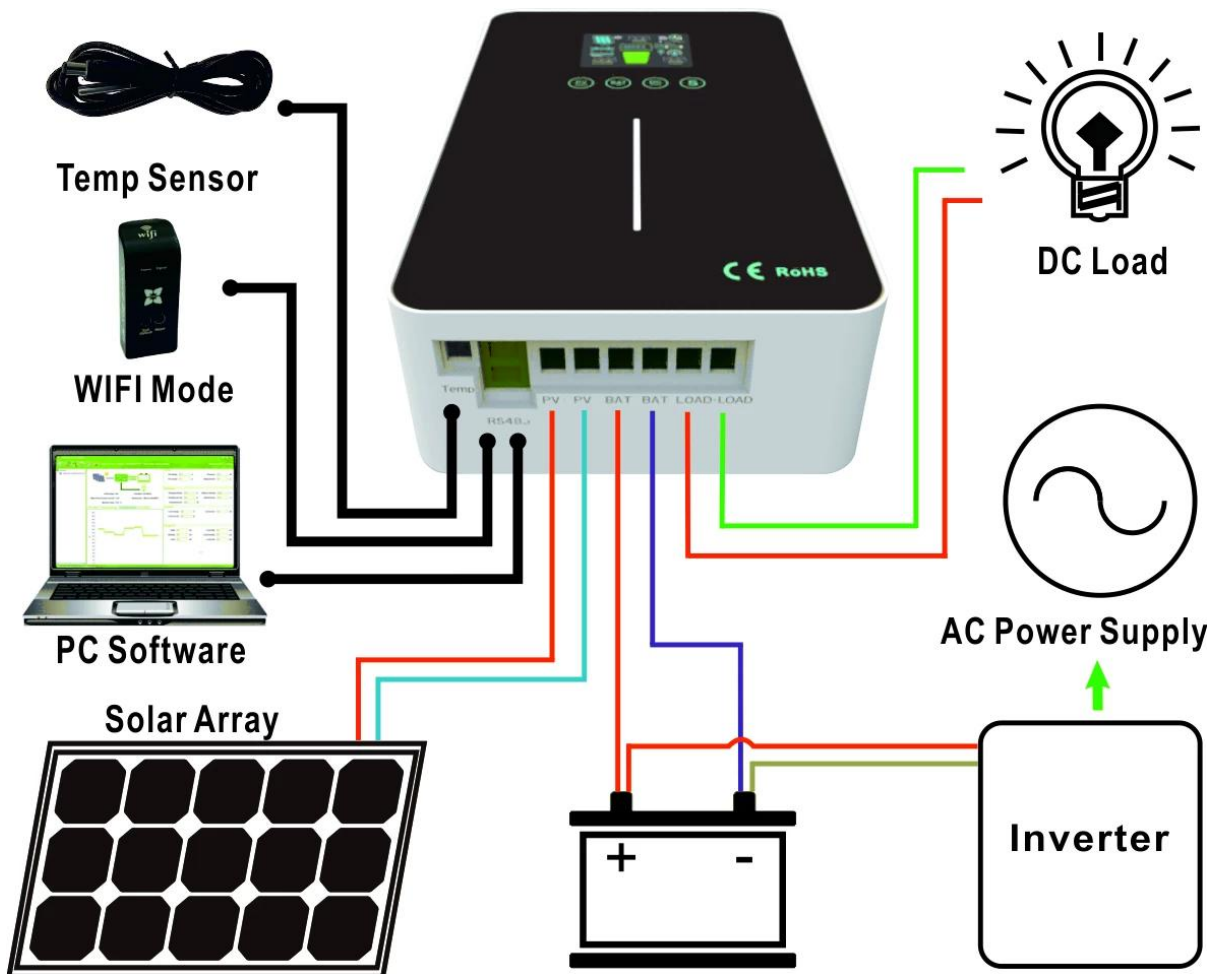 Temp Sensor
wifi
WIFI Mode
PC Software
Solar Array
CE RoHS
Temp
PV PV BAT BAT LOAD-LOAD
DC Load
AC Power Supply
Inverter
+ -